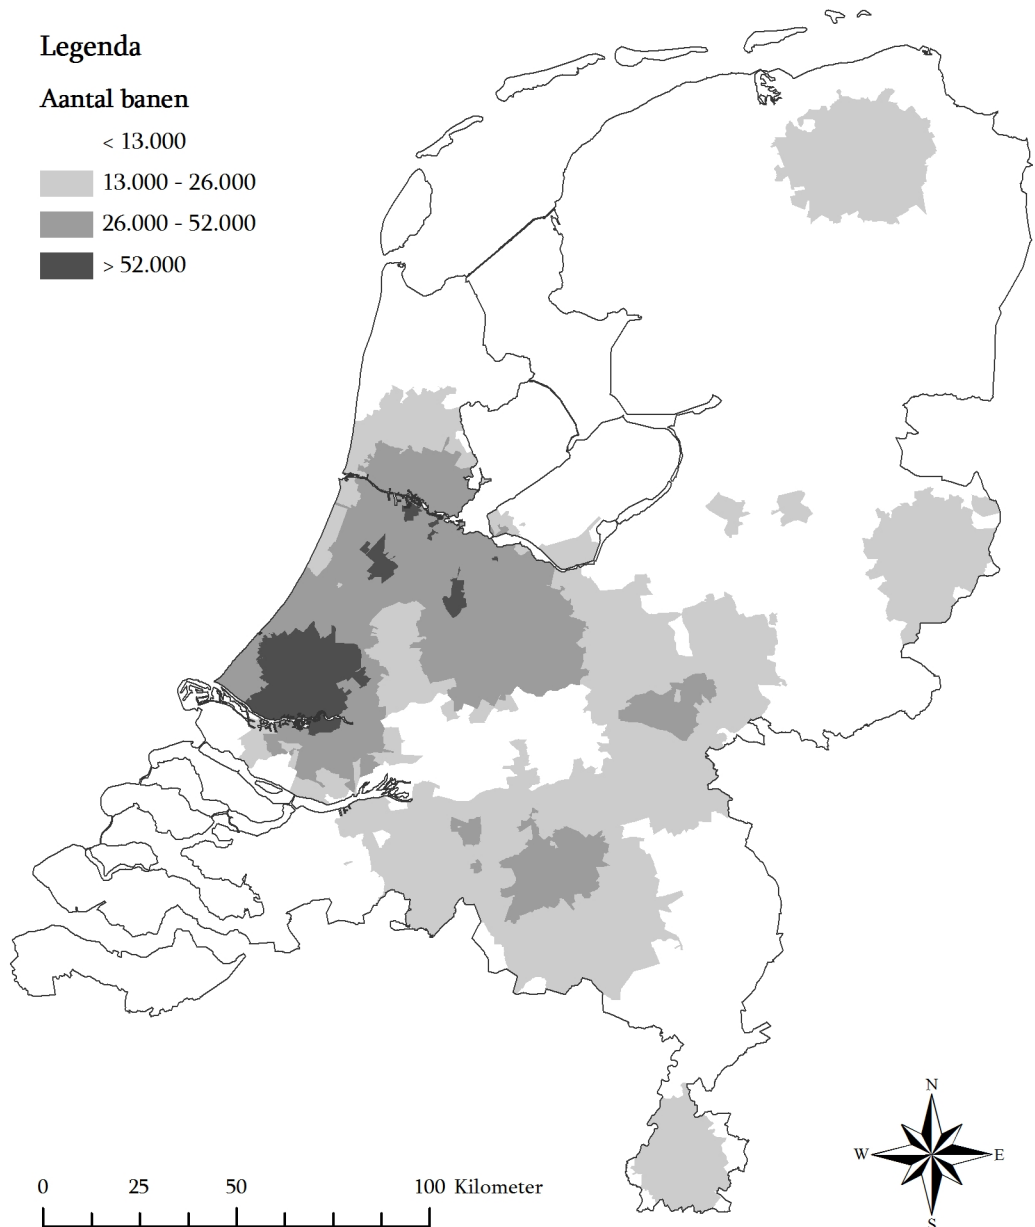 Legenda
Aantal banen
< 13.000
13.000 - 26.000
26.000 - 52.000
> 52.000
N
W E
S
0 25 50 100 Kilometer